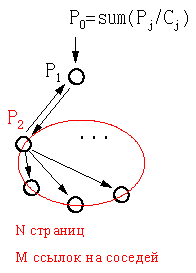 P0=sum(Pj/Cj)
P1
P2
...
N страниц
М ссылок на соседей